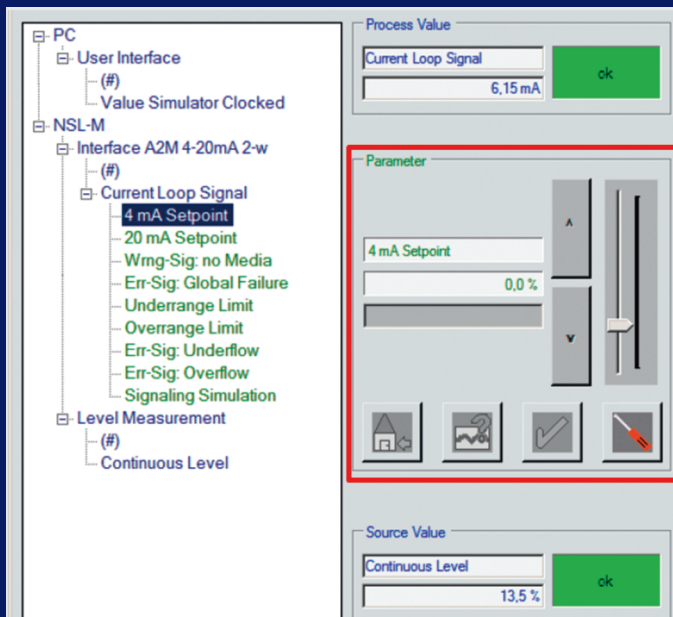 PC
User Interface
(#)
Value Simulator Clocked
NSL-M
Interface A2M 4-20mA 2-w
(#)
Current Loop Signal
4 mA Setpoint
20 mA Setpoint
Wrng-Sig: no Media
Err-Sig: Global Failure
Underrange Limit
Overrange Limit
Err-Sig: Underflow
Err-Sig: Overflow
Signaling Simulation
Level Measurement
(#)
Continuous Level
Process Value
Current Loop Signal
ok
6,15 mA
Parameter
4 mA Setpoint
0,0 %
Source Value
Continuous Level
ok
13,5 %